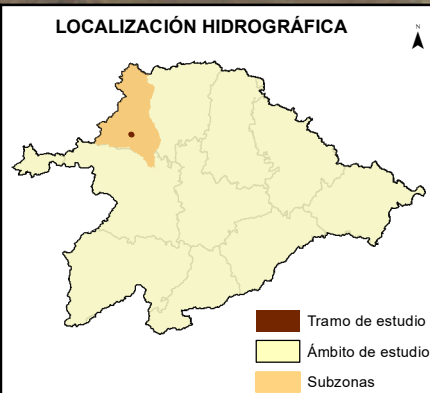 LOCALIZACIÓN HIDROGRÁFICA
N
Tramo de estudio
Ámbito de estudio
Subzonas